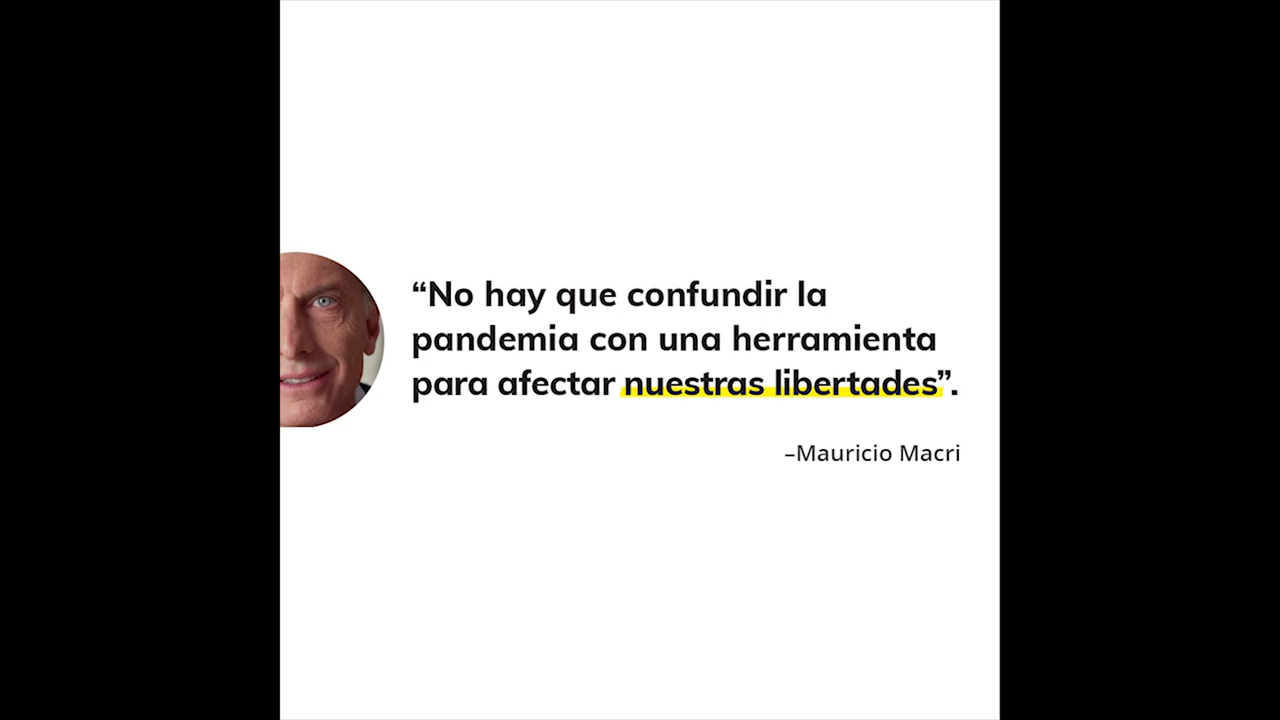 “No hay que confundir la
pandemia con una herramienta
para afectar nuestras libertades”.
–Mauricio Macri